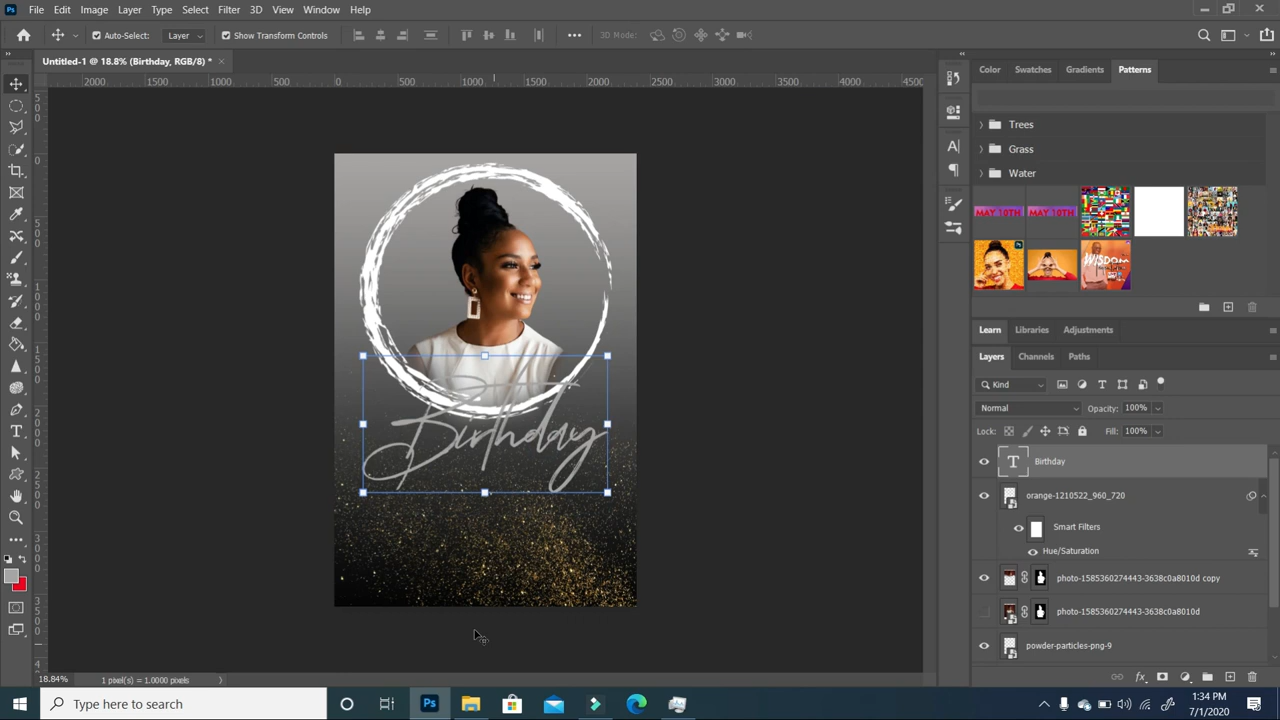 Ps File Edit Image Layer Type Select Filter 3D View Window Help
Auto-Select: Layer Show Transform Controls 3D Mode:
Untitled-1 @ 18.8% (Birthday, RGB/8) *
2000 1500 1000 500 0 500 1000 1500 2000 2500 3000 3500 4000 4500
Color Swatches Gradients Patterns
Trees
Grass
Water
MAY 10TH MAY 10TH
WISDOM
Learn Libraries Adjustments
Layers Channels Paths
Kind
Normal Opacity: 100%
Lock: Fill: 100%
T Birthday
orange-1210522_960_720
Smart Filters
Hue/Saturation
photo-1585360274443-3638c0a8010d copy
photo-1585360274443-3638c0a8010d
powder-particles-png-9
Birthday
18.84% 1 pixel(s) = 1.0000 pixels
Type here to search
Ps
1:34 PM
7/1/2020